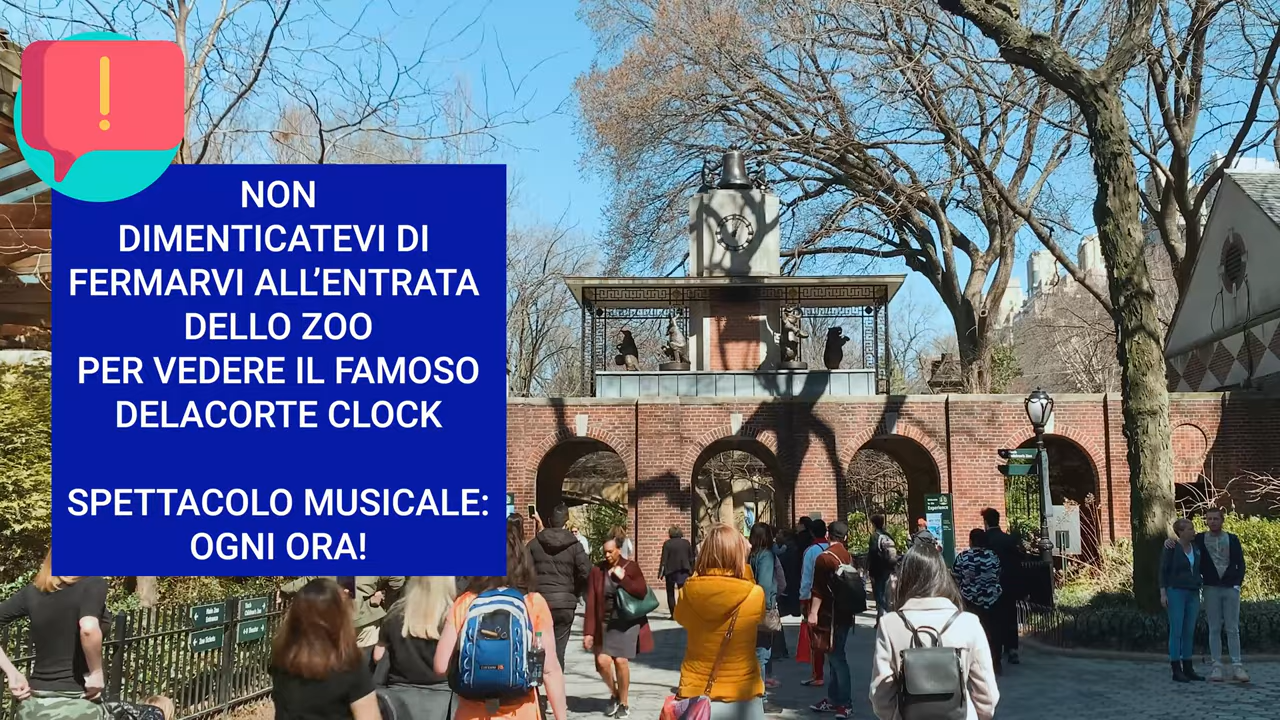 NON
DIMENTICATEVI DI
FERMARVI ALL'ENTRATA
DELLO ZOO
PER VEDERE IL FAMOSO
DELACORTE CLOCK
SPETTACOLO MUSICALE:
OGNI ORA!